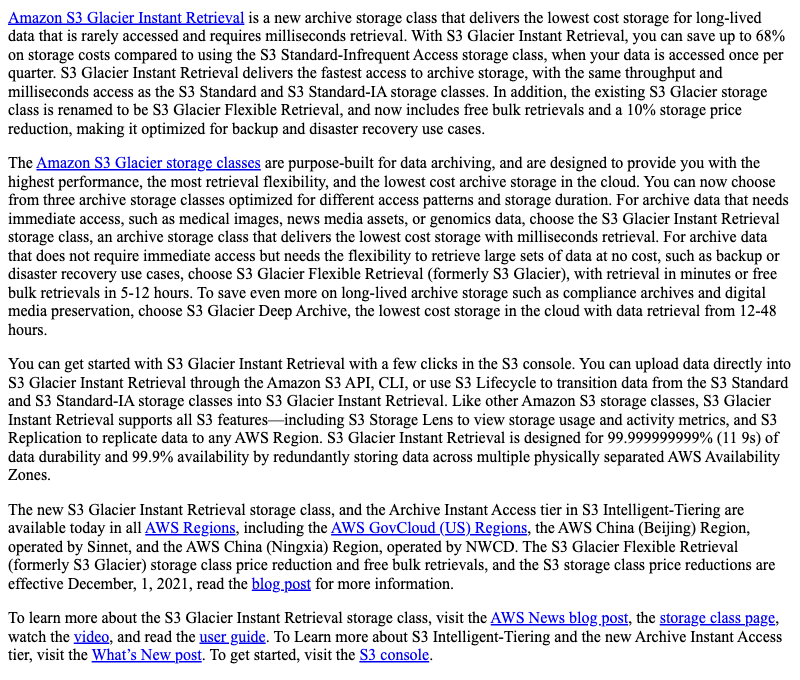 Amazon S3 Glacier Instant Retrieval is a new archive storage class that delivers the lowest cost storage for long-lived
data that is rarely accessed and requires milliseconds retrieval. With S3 Glacier Instant Retrieval, you can save up to 68%
on storage costs compared to using the S3 Standard-Infrequent Access storage class, when your data is accessed once per
quarter. S3 Glacier Instant Retrieval delivers the fastest access to archive storage, with the same throughput and
milliseconds access as the S3 Standard and S3 Standard-IA storage classes. In addition, the existing S3 Glacier storage
class is renamed to be S3 Glacier Flexible Retrieval, and now includes free bulk retrievals and a 10% storage price
reduction, making it optimized for backup and disaster recovery use cases.
The Amazon S3 Glacier storage classes are purpose-built for data archiving, and are designed to provide you with the
highest performance, the most retrieval flexibility, and the lowest cost archive storage in the cloud. You can now choose
from three archive storage classes optimized for different access patterns and storage duration. For archive data that needs
immediate access, such as medical images, news media assets, or genomics data, choose the S3 Glacier Instant Retrieval
storage class, an archive storage class that delivers the lowest cost storage with milliseconds retrieval. For archive data
that does not require immediate access but needs the flexibility to retrieve large sets of data at no cost, such as backup or
disaster recovery use cases, choose S3 Glacier Flexible Retrieval (formerly S3 Glacier), with retrieval in minutes or free
bulk retrievals in 5-12 hours. To save even more on long-lived archive storage such as compliance archives and digital
media preservation, choose S3 Glacier Deep Archive, the lowest cost storage in the cloud with data retrieval from 12-48
hours.
You can get started with S3 Glacier Instant Retrieval with a few clicks in the S3 console. You can upload data directly into
S3 Glacier Instant Retrieval through the Amazon S3 API, CLI, or use S3 Lifecycle to transition data from the S3 Standard
and S3 Standard-IA storage classes into S3 Glacier Instant Retrieval. Like other Amazon S3 storage classes, S3 Glacier
Instant Retrieval supports all S3 features—including S3 Storage Lens to view storage usage and activity metrics, and S3
Replication to replicate data to any AWS Region. S3 Glacier Instant Retrieval is designed for 99.999999999% (11 9s) of
data durability and 99.9% availability by redundantly storing data across multiple physically separated AWS Availability
Zones.
The new S3 Glacier Instant Retrieval storage class, and the Archive Instant Access tier in S3 Intelligent-Tiering are
available today in all AWS Regions, including the AWS GovCloud (US) Regions, the AWS China (Beijing) Region,
operated by Sinnet, and the AWS China (Ningxia) Region, operated by NWCD. The S3 Glacier Flexible Retrieval
(formerly S3 Glacier) storage class price reduction and free bulk retrievals, and the S3 storage class price reductions are
effective December, 1, 2021, read the blog post for more information.
To learn more about the S3 Glacier Instant Retrieval storage class, visit the AWS News blog post, the storage class page,
watch the video, and read the user guide. To Learn more about S3 Intelligent-Tiering and the new Archive Instant Access
tier, visit the What's New post. To get started, visit the S3 console.